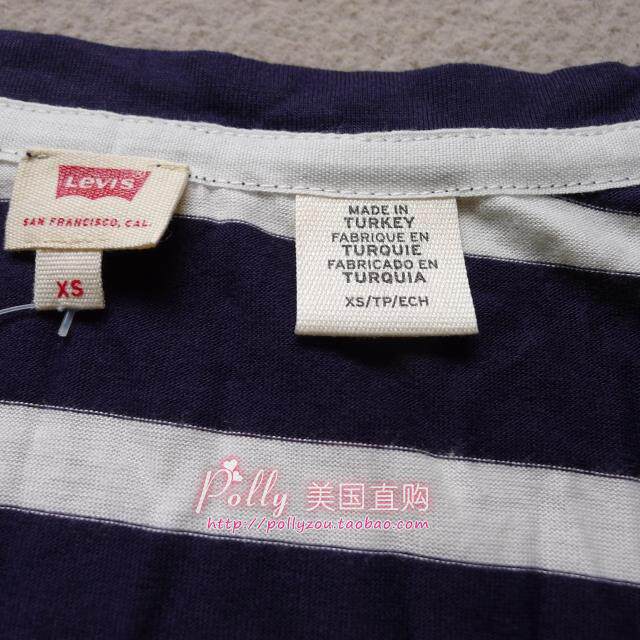 Levi's
SAN FRANCISCO, CAL.
XS
MADE IN
TURKEY
FABRIQUE EN
TURQUIE
FABRICADO EN
TURQUIA
XS/TP/ECH
Polly 美国直购
http://pollyzou.taobao.com